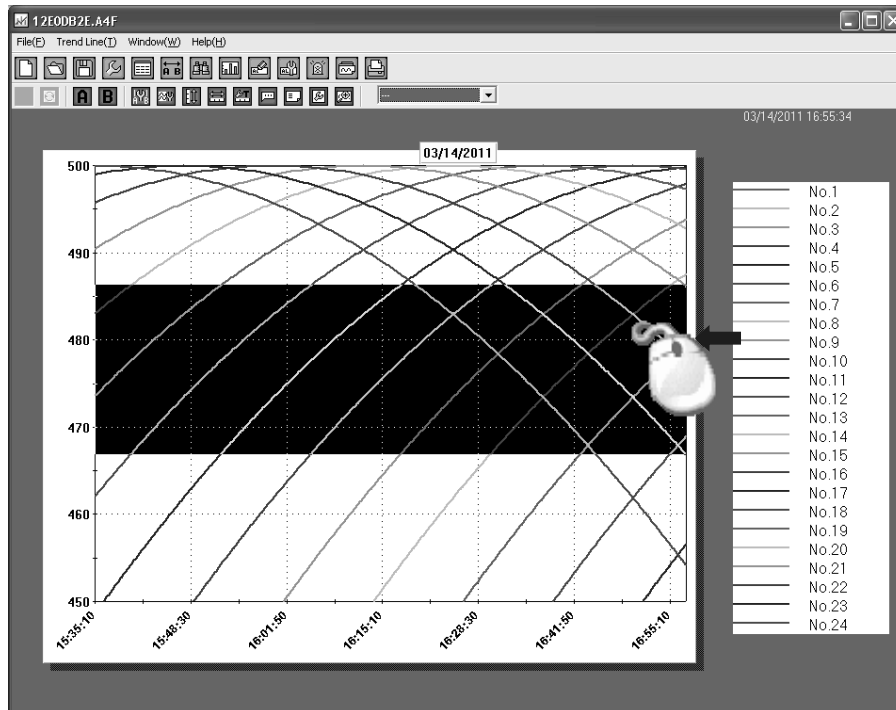 12E0DB2E.A4F
File(F) Trend Line(T) Window(W) Help(H)
A B
A B
---
03/14/2011 16:55:34
03/14/2011
500
490
480
470
460
450
15:35:10 15:48:30 16:01:50 16:15:10 16:28:30 16:41:50 16:55:10
No.1
No.2
No.3
No.4
No.5
No.6
No.7
No.8
No.9
No.10
No.11
No.12
No.13
No.14
No.15
No.16
No.17
No.18
No.19
No.20
No.21
No.22
No.23
No.24